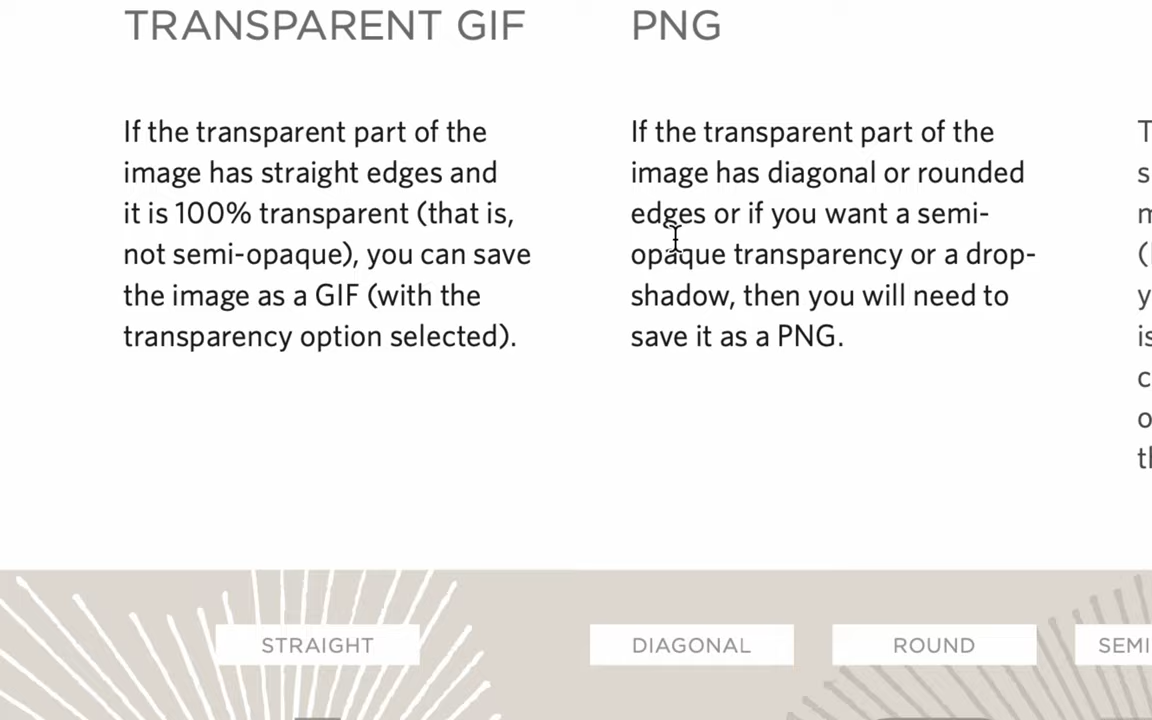 TRANSPARENT GIF
If the transparent part of the
image has straight edges and
it is 100% transparent (that is,
not semi-opaque), you can save
the image as a GIF (with the
transparency option selected).
PNG
If the transparent part of the
image has diagonal or rounded
edges or if you want a semi-
opaque transparency or a drop-
shadow, then you will need to
save it as a PNG.
STRAIGHT
DIAGONAL
ROUND
SEMI